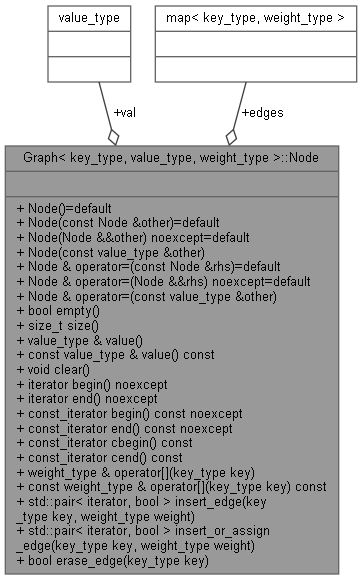 value_type
map< key_type, weight_type >
+val
+edges
Graph< key_type, value_type, weight_type >::Node
+ Node()=default
+ Node(const Node &other)=default
+ Node(Node &&other) noexcept=default
+ Node(const value_type &other)
+ Node & operator=(const Node &rhs)=default
+ Node & operator=(Node &&rhs) noexcept=default
+ Node & operator=(const value_type &other)
+ bool empty()
+ size_t size()
+ value_type & value()
+ const value_type & value() const
+ void clear()
+ iterator begin() noexcept
+ iterator end() noexcept
+ const_iterator begin() const noexcept
+ const_iterator end() const noexcept
+ const_iterator cbegin() const
+ const_iterator cend() const
+ weight_type & operator[](key_type key)
+ const weight_type & operator[](key_type key) const
+ std::pair< iterator, bool > insert_edge(key
_type key, weight_type weight)
+ std::pair< iterator, bool > insert_or_assign
_edge(key_type key, weight_type weight)
+ bool erase_edge(key_type key)